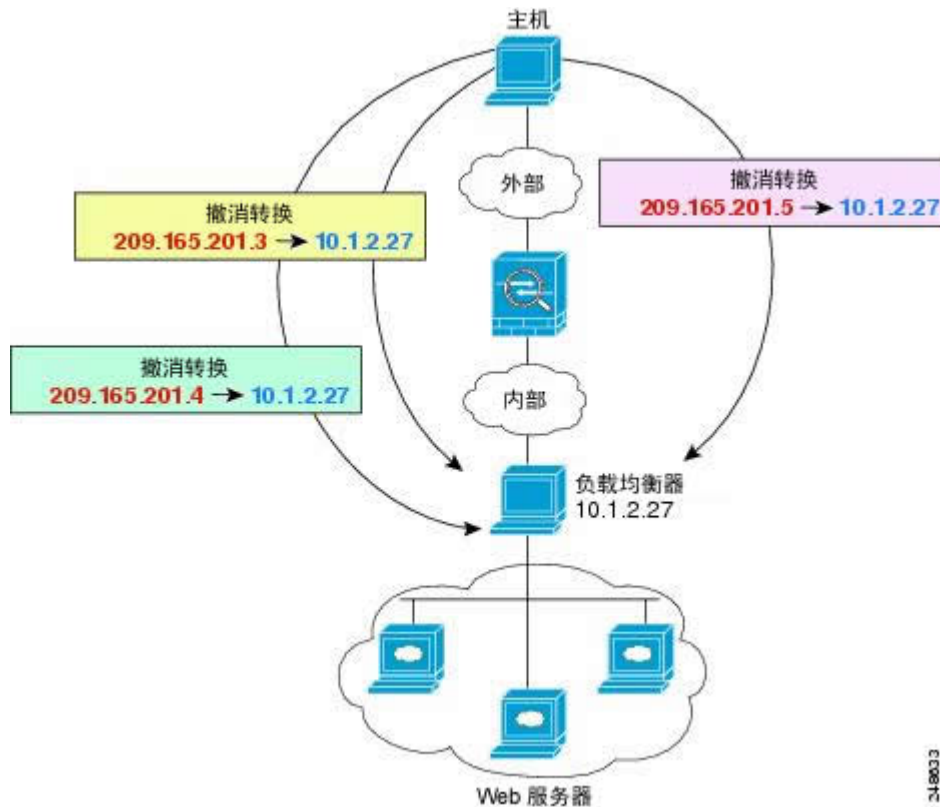 主机
外部
撤消转换
209.165.201.5 → 10.1.2.27
撤消转换
209.165.201.3 → 10.1.2.27
撤消转换
209.165.201.4 → 10.1.2.27
内部
负载均衡器
10.1.2.27
Web 服务器
248633